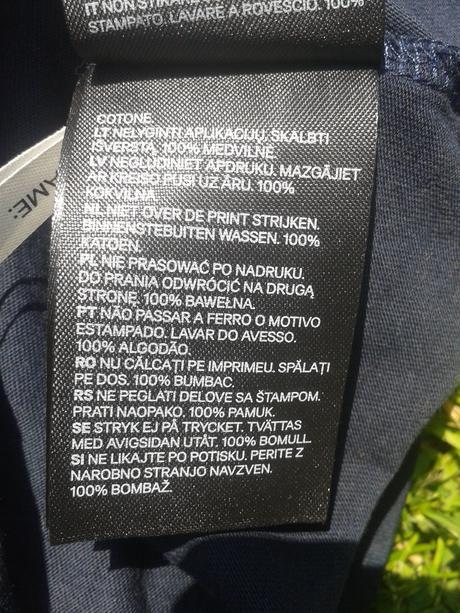 IT NON STIRARE
STAMPATO. LAVARE A ROVESCIO. 100%
COTONE.
LT NELYGINTI APLIKACIJŲ. SKALBTI
IŠVERSTĄ. 100% MEDVILNĖ.
LV NEGLUDINIET APDRUKU. MAZGĀJIET
AR KREISO PUSI UZ ĀRU. 100%
KOKVILNA.
NL NIET OVER DE PRINT STRIJKEN.
BINNENSTEBUITEN WASSEN. 100%
KATOEN.
PL NIE PRASOWAĆ PO NADRUKU.
DO PRANIA ODWRÓCIĆ NA DRUGĄ
STRONĘ. 100% BAWEŁNA.
PT NÃO PASSAR A FERRO O MOTIVO
ESTAMPADO. LAVAR DO AVESSO.
100% ALGODÃO.
RO NU CĂLCAȚI PE IMPRIMEU. SPĂLAȚI
PE DOS. 100% BUMBAC.
RS NE PEGLATI DELOVE SA ŠTAMPOM.
PRATI NAOPAKO. 100% PAMUK.
SE STRYK EJ PÅ TRYCKET. TVÄTTAS
MED AVIGSIDAN UTÅT. 100% BOMULL.
SI NE LIKAJTE PO POTISKU. PERITE Z
NAROBNO STRANJO NAVZVEN.
100% BOMBAŽ.
AME: